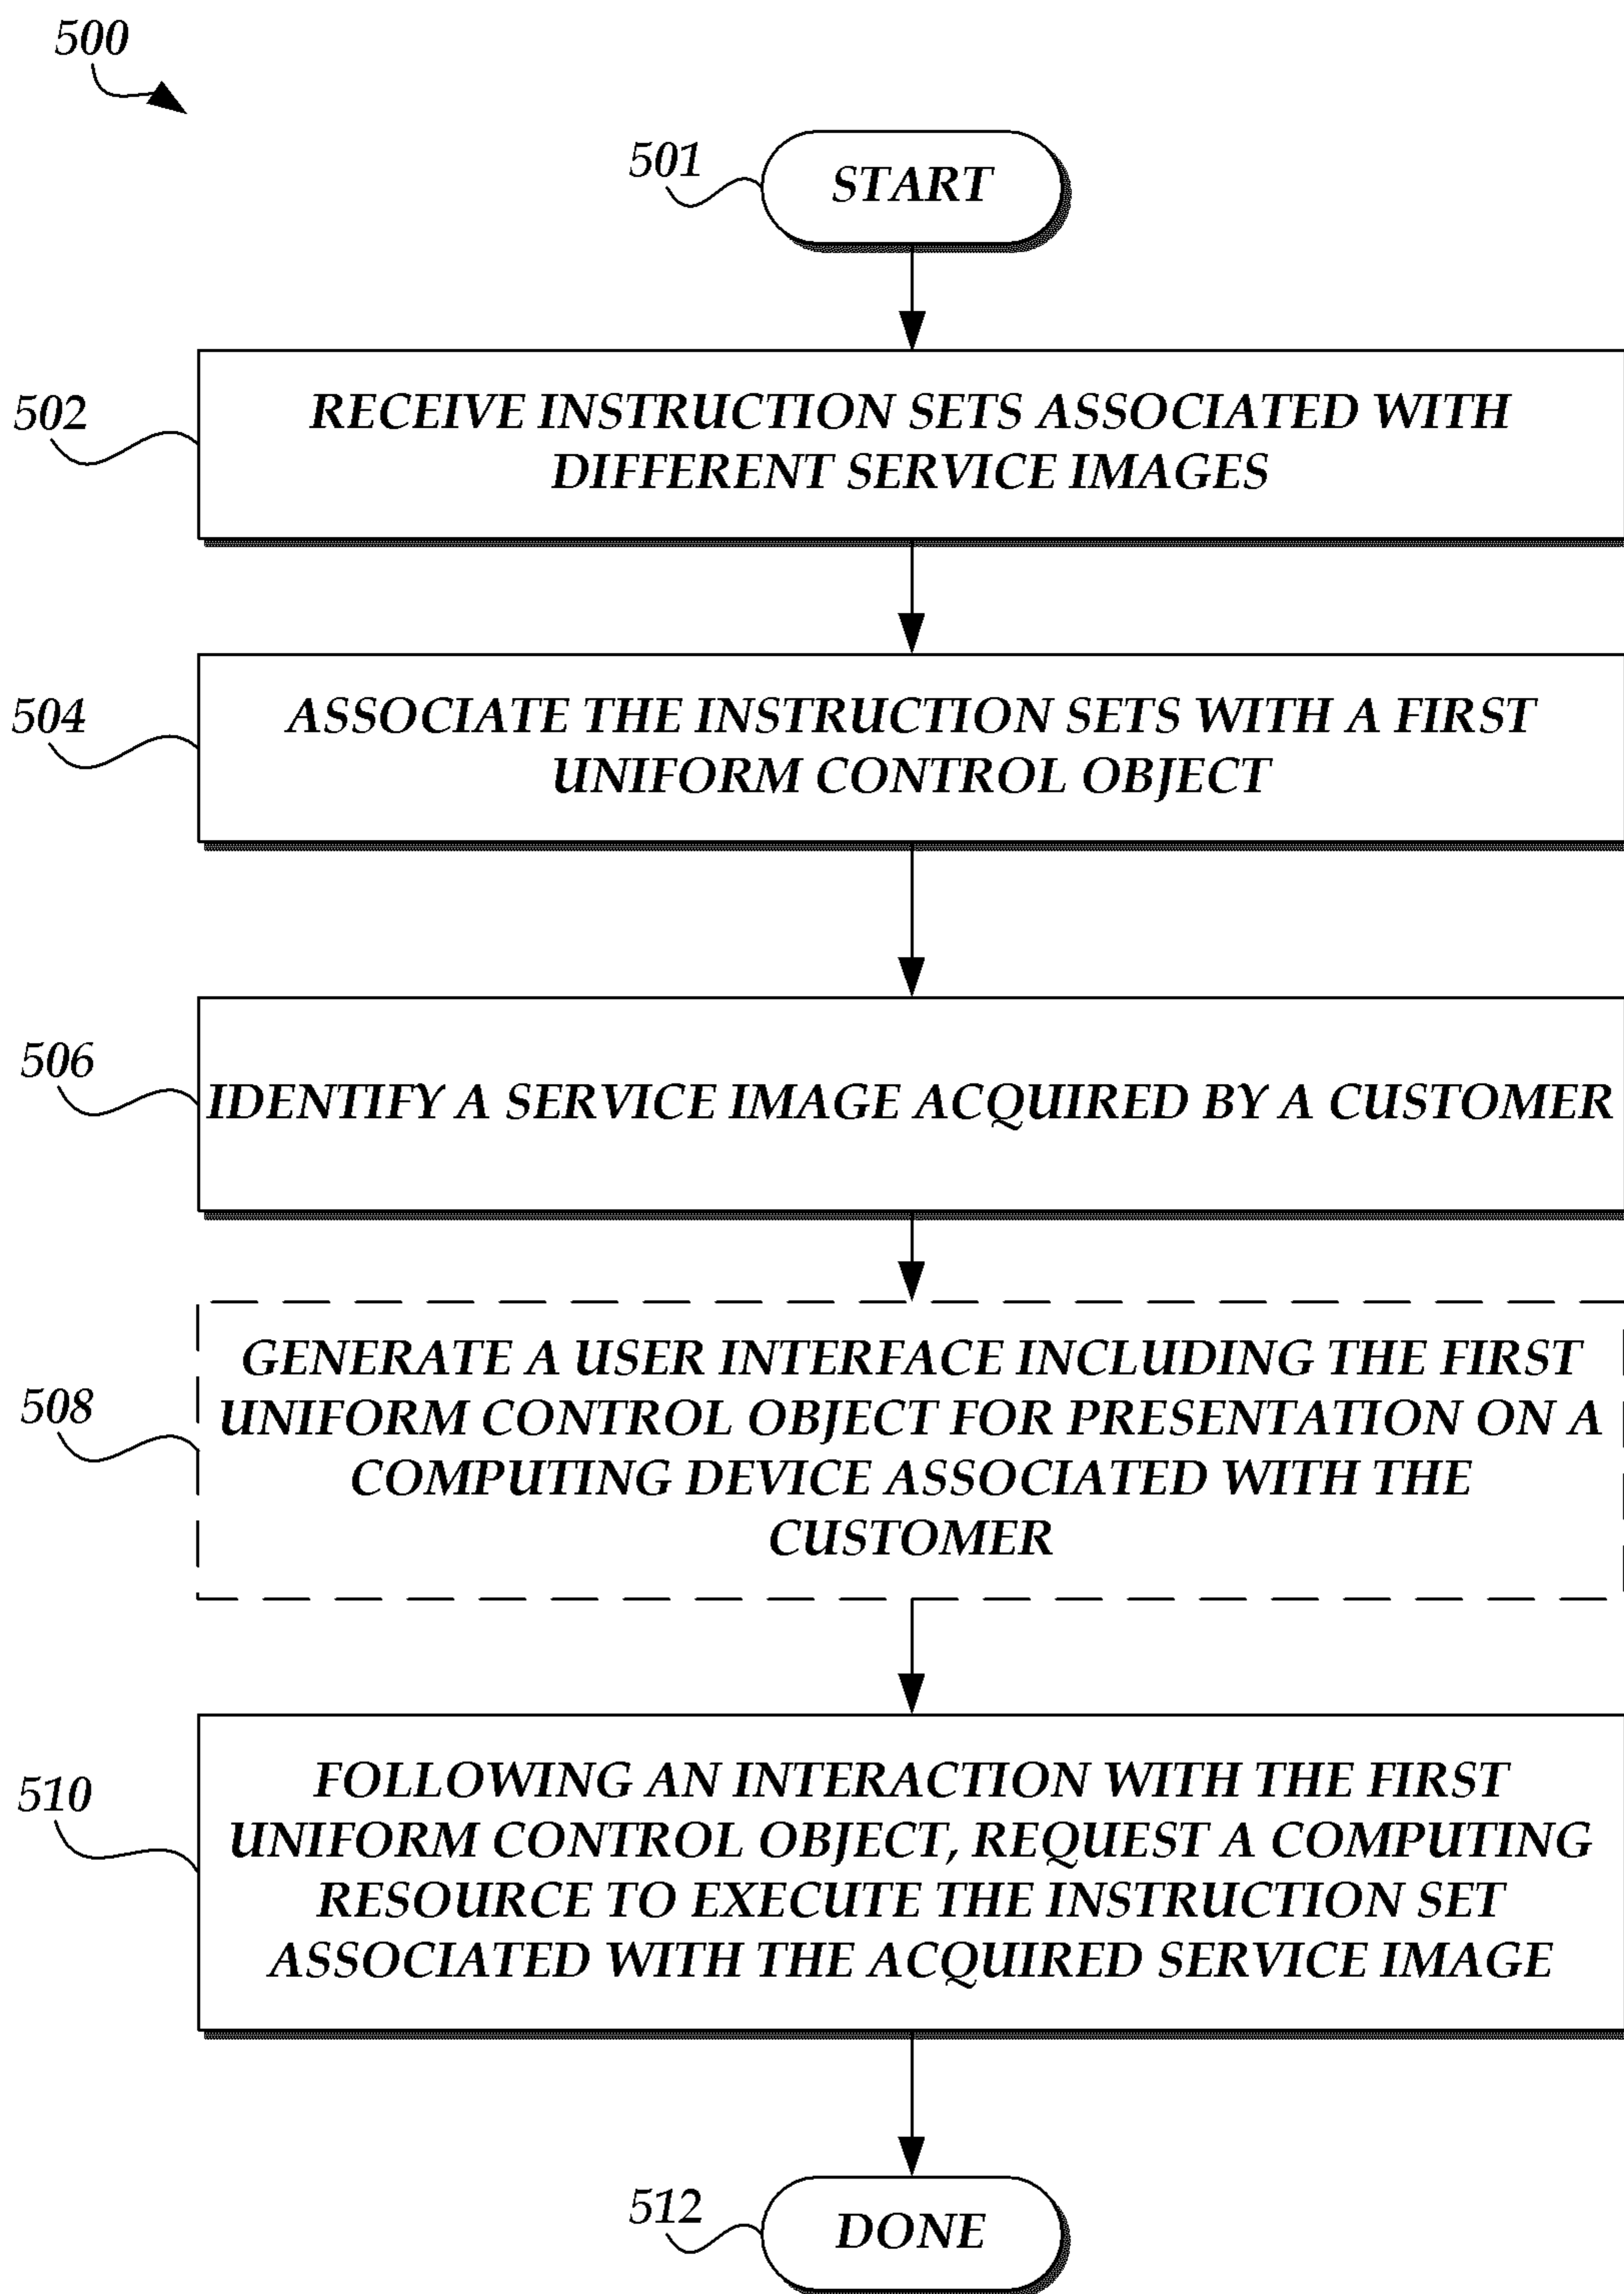 500
501
START
502
RECEIVE INSTRUCTION SETS ASSOCIATED WITH
DIFFERENT SERVICE IMAGES
504
ASSOCIATE THE INSTRUCTION SETS WITH A FIRST
UNIFORM CONTROL OBJECT
506
IDENTIFY A SERVICE IMAGE ACQUIRED BY A CUSTOMER
508
GENERATE A USER INTERFACE INCLUDING THE FIRST
UNIFORM CONTROL OBJECT FOR PRESENTATION ON A
COMPUTING DEVICE ASSOCIATED WITH THE
CUSTOMER
510
FOLLOWING AN INTERACTION WITH THE FIRST
UNIFORM CONTROL OBJECT, REQUEST A COMPUTING
RESOURCE TO EXECUTE THE INSTRUCTION SET
ASSOCIATED WITH THE ACQUIRED SERVICE IMAGE
512
DONE